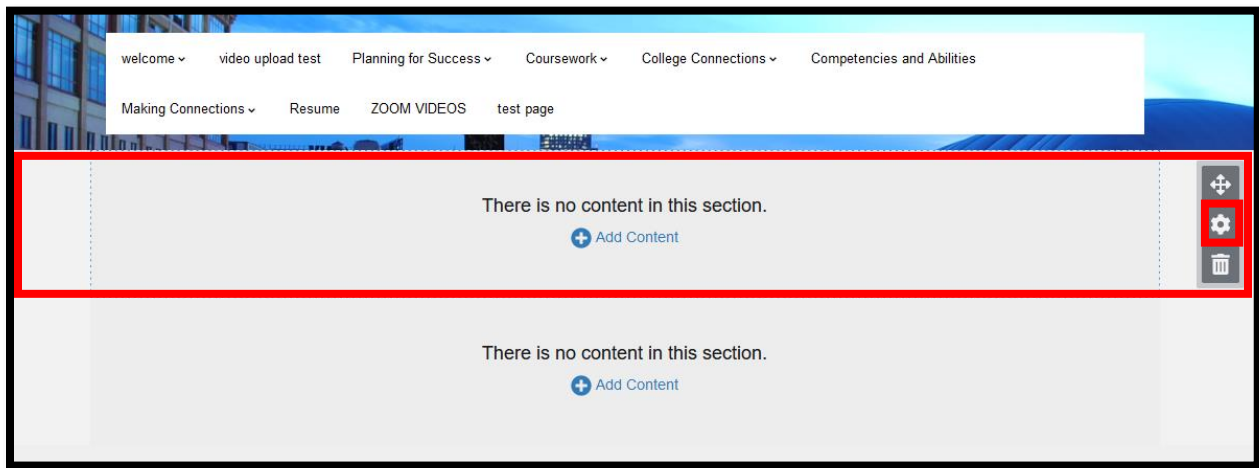 welcome video upload test Planning for Success Coursework College Connections Competencies and Abilities
Making Connections Resume ZOOM VIDEOS test page
There is no content in this section.
Add Content
There is no content in this section.
Add Content